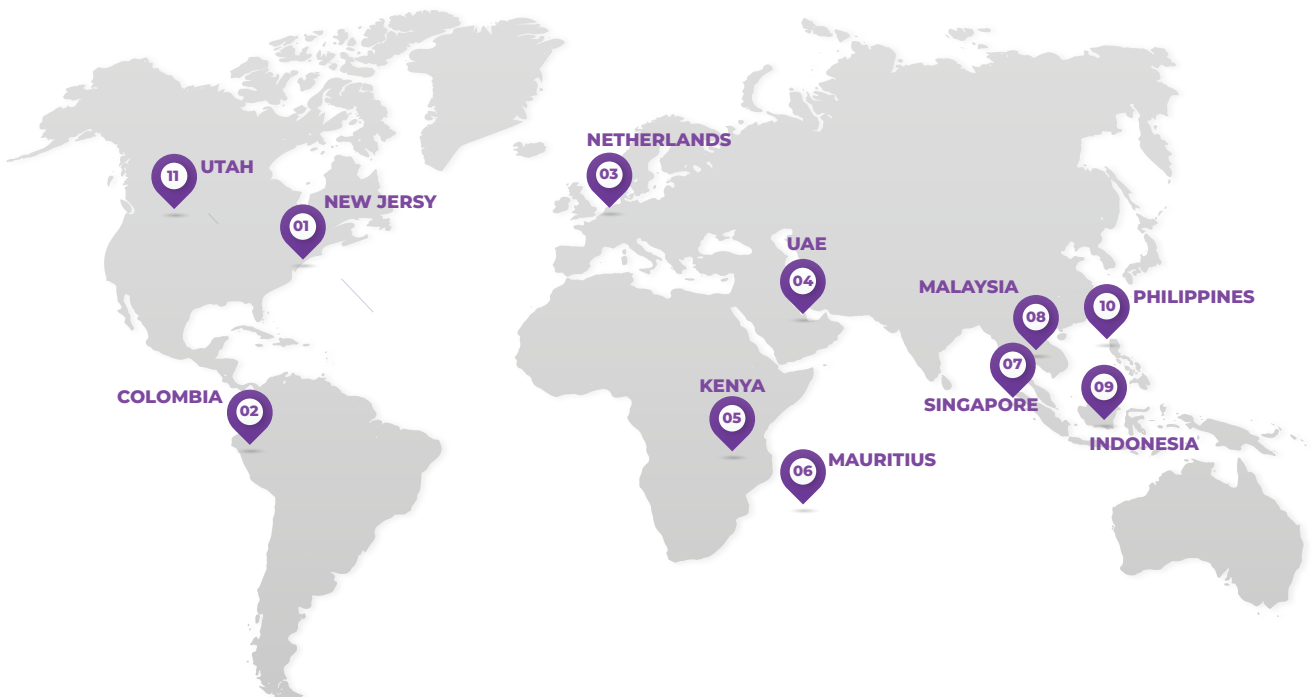 NETHERLANDS
03
11
UTAH
NEW JERSY
01
UAE
04
MALAYSIA
08
10
PHILIPPINES
07
SINGAPORE
09
INDONESIA
COLOMBIA
02
KENYA
05
06
MAURITIUS